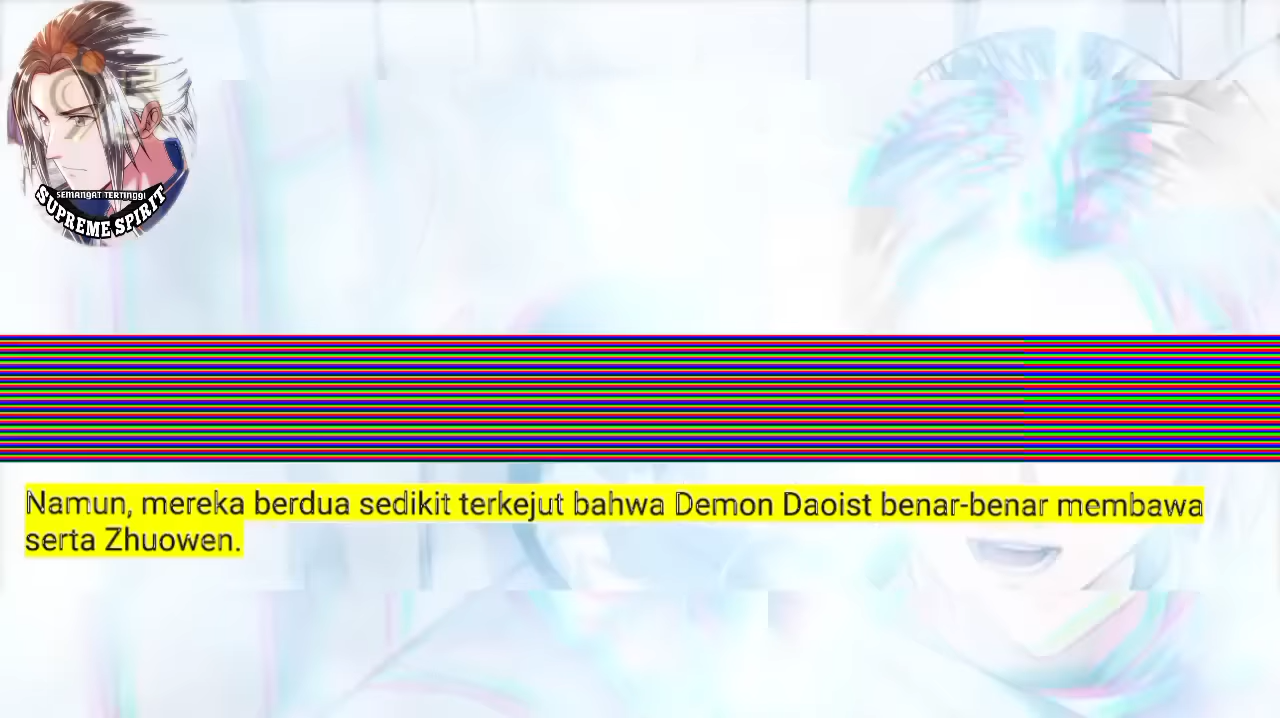 SEMANGAT TERTINGGI
SUPREME SPIRIT
Namun, mereka berdua sedikit terkejut bahwa Demon Daoist benar-benar membawa
serta Zhuowen.